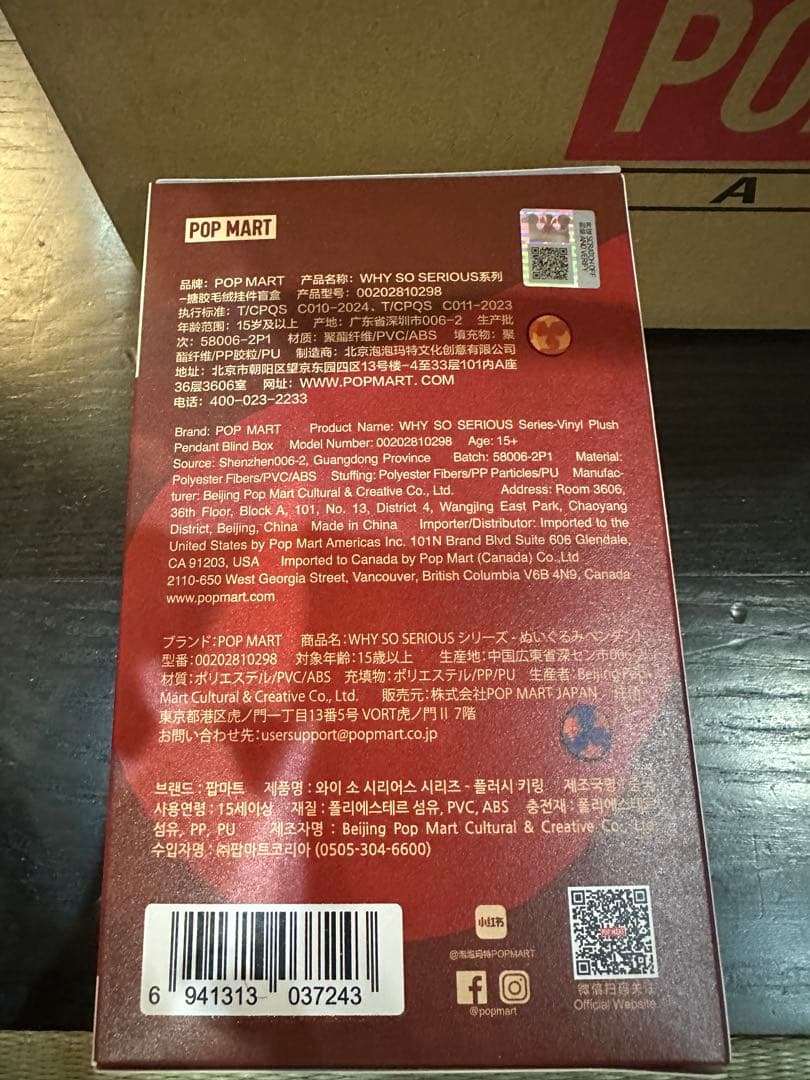 PO
A
POP MART
刮开涂层 SCRATCH OFF
AND VERIFY
品牌：POP MART 产品名称：WHY SO SERIOUS系列
-搪胶毛绒挂件盲盒 产品型号：00202810298
执行标准：T/CPQS C010-2024、T/CPQS C011-2023
年龄范围：15岁及以上 产地：广东省深圳市006-2 生产批
次：58006-2P1 材质：聚酯纤维/PVC/ABS 填充物：聚
酯纤维/PP胶粒/PU 制造商：北京泡泡玛特文化创意有限公司
地址：北京市朝阳区望京东园四区13号楼-4至33层101内A座
36层3606室 网址：WWW.POPMART.COM
电话：400-023-2233
Brand: POP MART Product Name: WHY SO SERIOUS Series-Vinyl Plush
Pendant Blind Box Model Number: 00202810298 Age: 15+
Source: Shenzhen006-2, Guangdong Province Batch: 58006-2P1 Material:
Polyester Fibers/PVC/ABS Stuffing: Polyester Fibers/PP Particles/PU Manufac-
turer: Beijing Pop Mart Cultural & Creative Co., Ltd. Address: Room 3606,
36th Floor, Block A, 101, No. 13, District 4, Wangjing East Park, Chaoyang
District, Beijing, China Made in China Importer/Distributor: Imported to the
United States by Pop Mart Americas Inc. 101N Brand Blvd Suite 606 Glendale,
CA 91203, USA Imported to Canada by Pop Mart (Canada) Co.,Ltd
2110-650 West Georgia Street, Vancouver, British Columbia V6B 4N9, Canada
www.popmart.com
ブランド：POP MART 商品名：WHY SO SERIOUS シリーズ - ぬいぐるみペンダント
型番：00202810298 対象年齢：15歳以上 生産地：中国広東省深セン市006-2
材質：ポリエステル/PVC/ABS 充填物：ポリエステル/PP/PU 生産者：Beijing Pop
Mart Cultural & Creative Co., Ltd. 販売元：株式会社POP MART JAPAN 住所：
東京都港区虎ノ門一丁目13番5号 VORT虎ノ門Ⅱ 7階
お問い合わせ先：usersupport@popmart.co.jp
브랜드 : 팝마트 제품명 : 와이 소 시리어스 시리즈 - 플러시 키링 제조국명 : 중국
사용연령 : 15세이상 재질 : 폴리에스테르 섬유, PVC, ABS 충전재 : 폴리에스테르
섬유, PP, PU 제조자명 : Beijing Pop Mart Cultural & Creative Co., Ltd
수입자명 : ㈜팝마트코리아 (0505-304-6600)
6 941313 037243
小红书
@泡泡玛特POPMART
@popmart
POP MART
微信扫码关注
Official Website